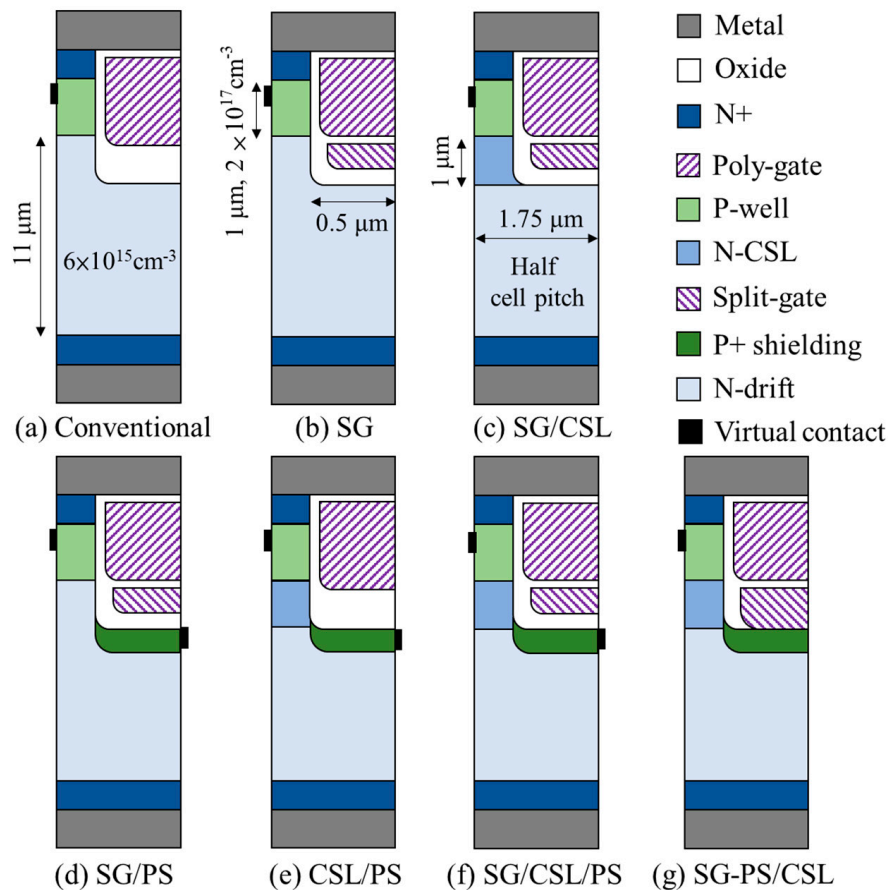 Metal
Oxide
N+
Poly-gate
P-well
N-CSL
Split-gate
P+ shielding
N-drift
Virtual contact
11 μm
6×10¹⁵cm⁻³
(a) Conventional
1 μm, 2 × 10¹⁷cm⁻³
0.5 μm
(b) SG
1 μm
1.75 μm
Half
cell pitch
(c) SG/CSL
(d) SG/PS
(e) CSL/PS
(f) SG/CSL/PS
(g) SG-PS/CSL